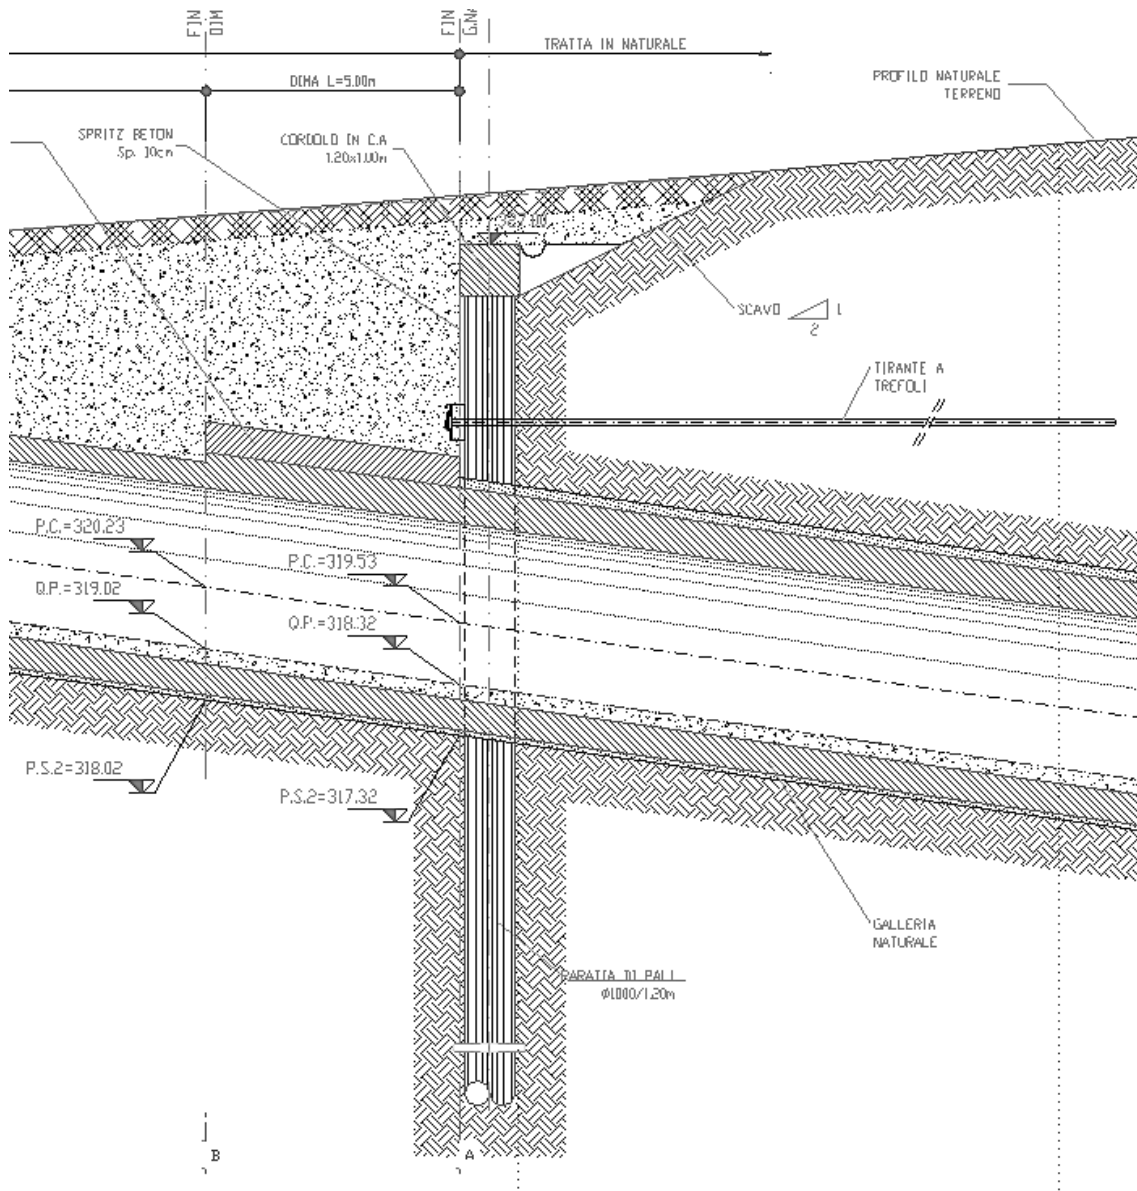 FIN
DIM
FIN
TRATTA IN NATURALE
DIMA L=5.00m
PROFILO NATURALE
TERRENO
SPRITZ BETON
Sp. 10cm
CORDOLO IN C.A
1.20x1.00m
SCAVO
1
2
TIRANTE A
TREFOLI
P.C.=320.23
P.C.=319.53
Q.P.=319.02
Q.P.=318.32
P.S.2=318.02
P.S.2=317.32
GALLERIA
NATURALE
PARATIA DI PALI
Ø1000/1.20m
B
A